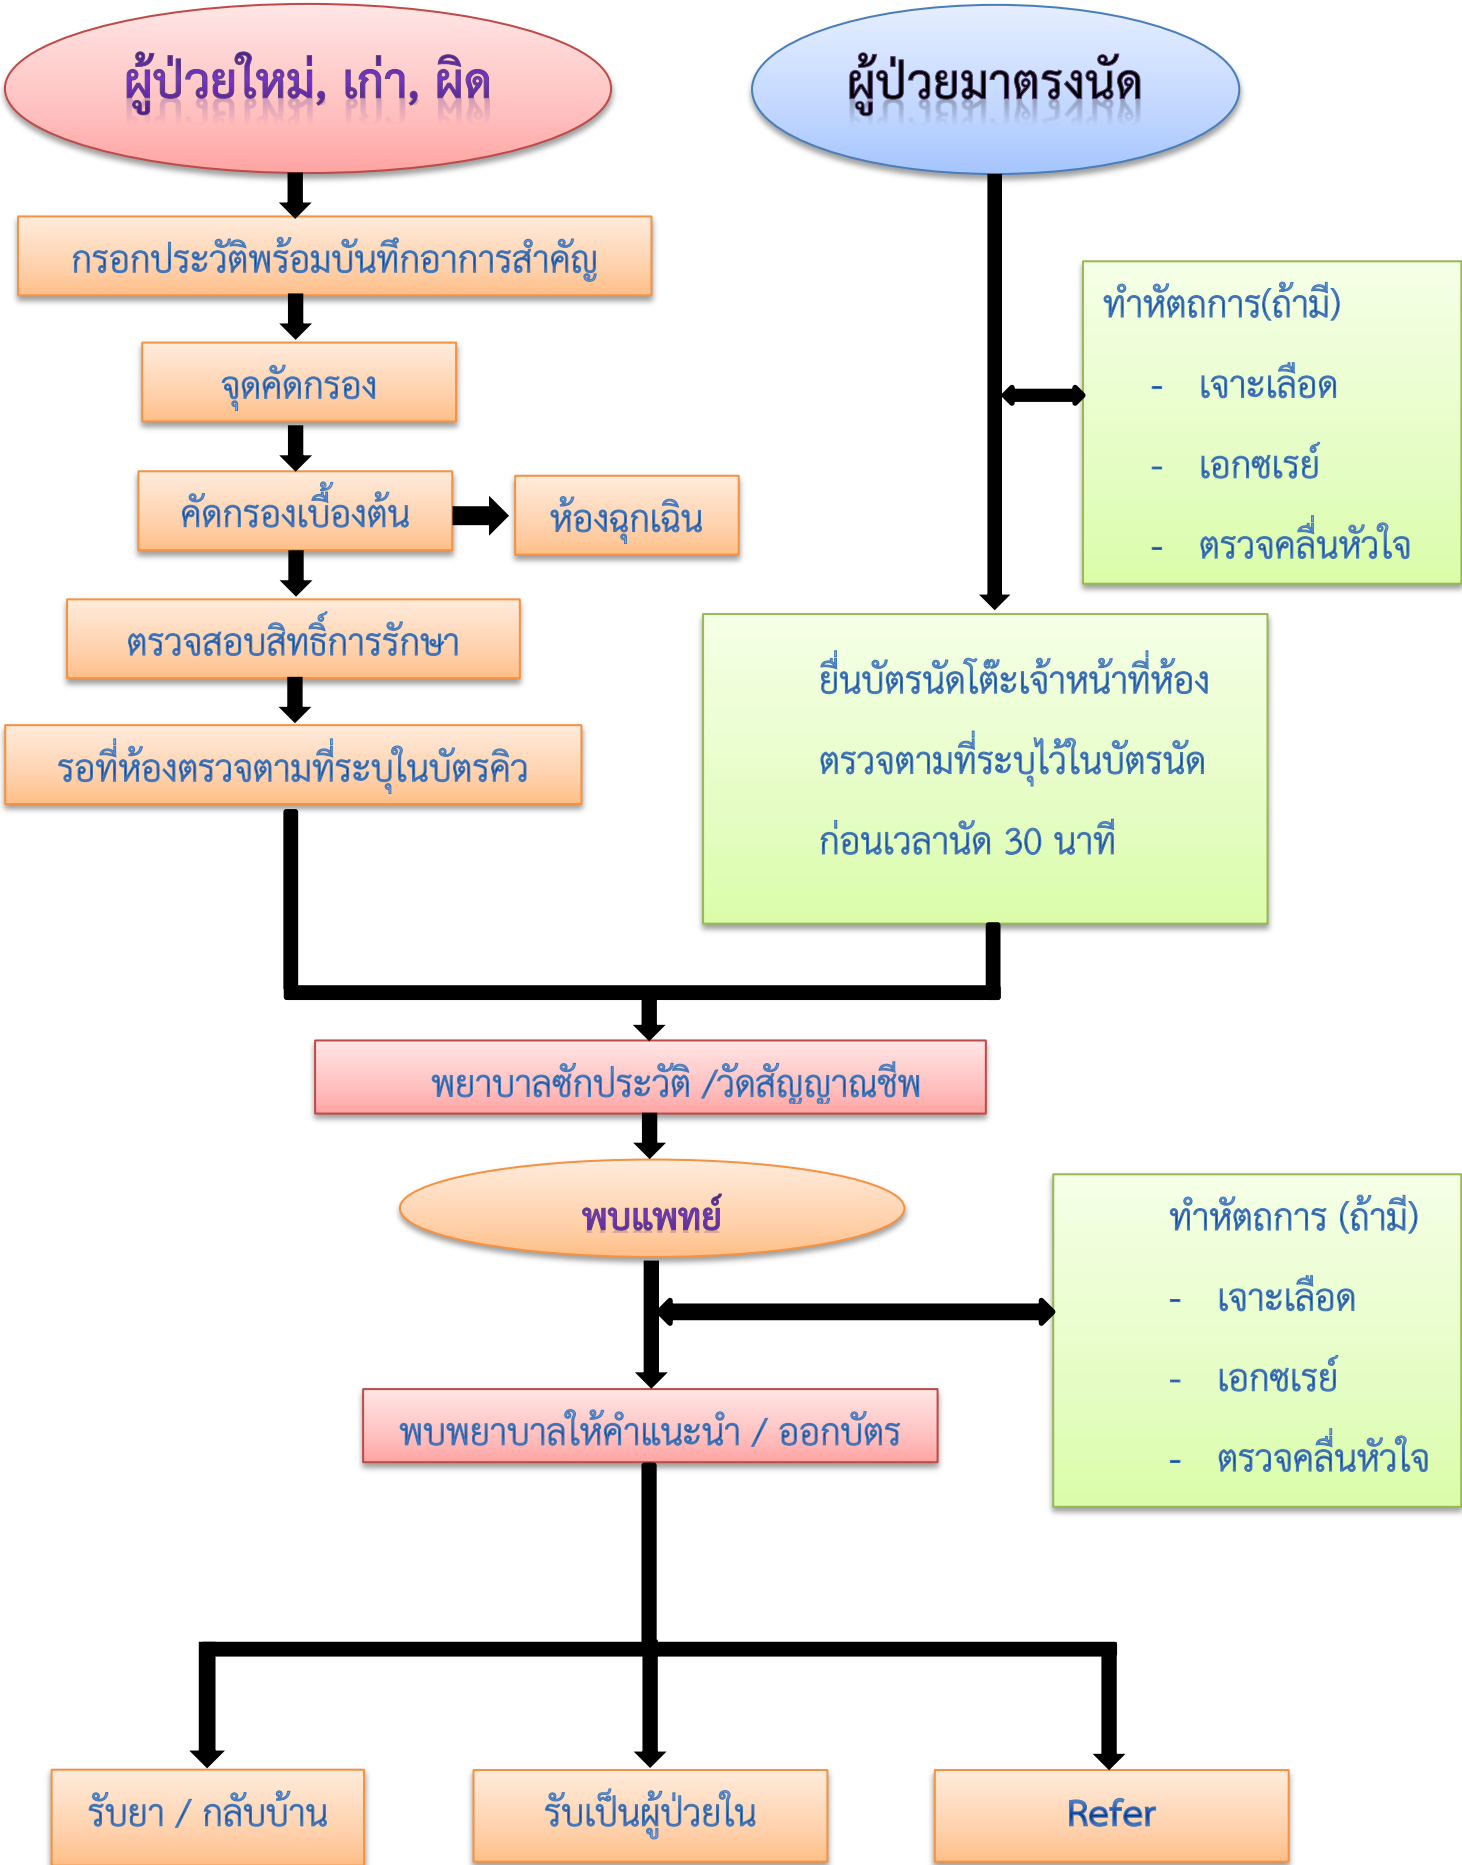 ผู้ป่วยใหม่, เก่า, ผิด
ผู้ป่วยมาตรงนัด
กรอกประวัติพร้อมบันทึกอาการสำคัญ
จุดคัดกรอง
คัดกรองเบื้องต้น
ห้องฉุกเฉิน
ตรวจสอบสิทธิ์การรักษา
รอที่ห้องตรวจตามที่ระบุในบัตรคิว
ทำหัตถการ(ถ้ามี)
- เจาะเลือด
- เอกซเรย์
- ตรวจคลื่นหัวใจ
ยื่นบัตรนัดโต๊ะเจ้าหน้าที่ห้อง
ตรวจตามที่ระบุไว้ในบัตรนัด
ก่อนเวลานัด 30 นาที
พยาบาลซักประวัติ /วัดสัญญาณชีพ
พบแพทย์
ทำหัตถการ (ถ้ามี)
- เจาะเลือด
- เอกซเรย์
- ตรวจคลื่นหัวใจ
พบพยาบาลให้คำแนะนำ / ออกบัตร
รับยา / กลับบ้าน
รับเป็นผู้ป่วยใน
Refer